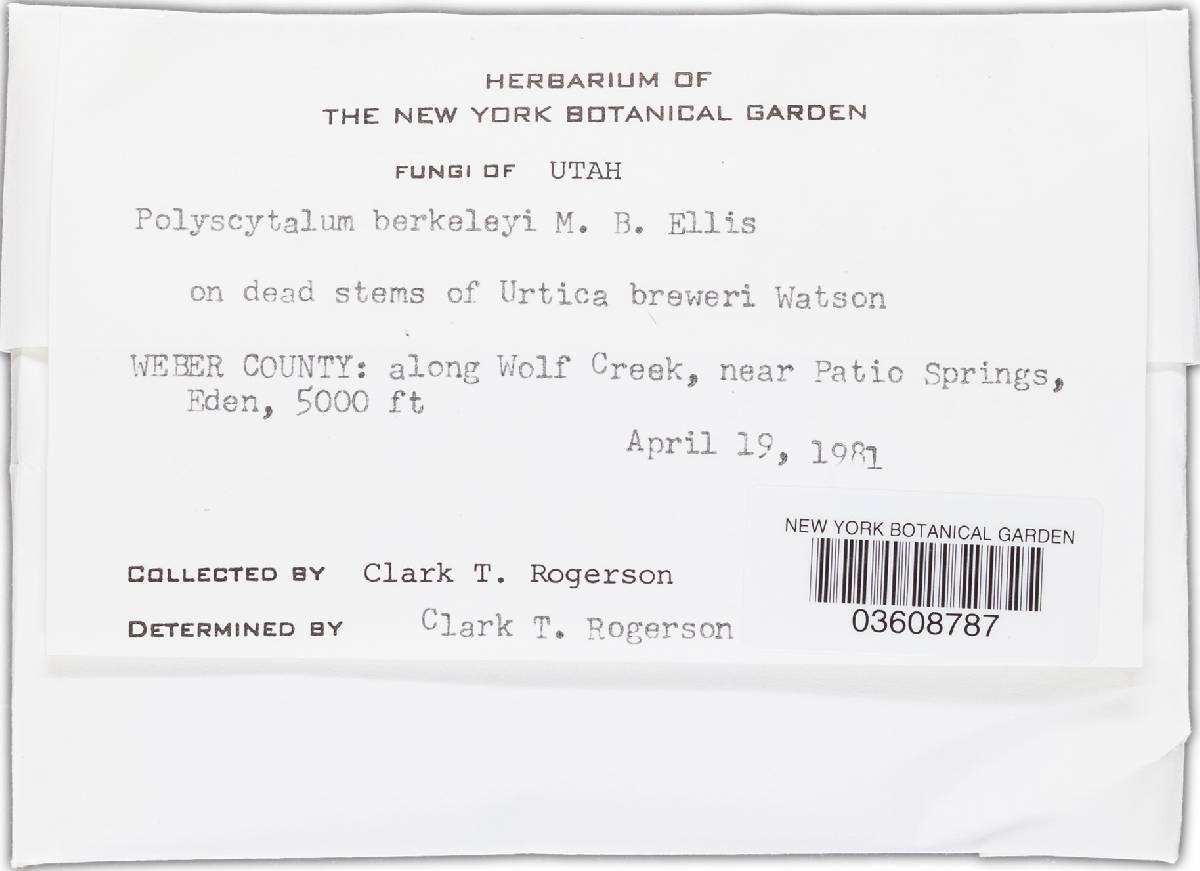 HERBARIUM OF
THE NEW YORK BOTANICAL GARDEN
FUNGI OF UTAH
Polyscytalum berkeleyi M. B. Ellis
on dead stems of Urtica breweri Watson
WEBER COUNTY: along Wolf Creek, near Patio Springs,
Eden, 5000 ft
April 19, 1981
NEW YORK BOTANICAL GARDEN
03608787
COLLECTED BY Clark T. Rogerson
DETERMINED BY Clark T. Rogerson